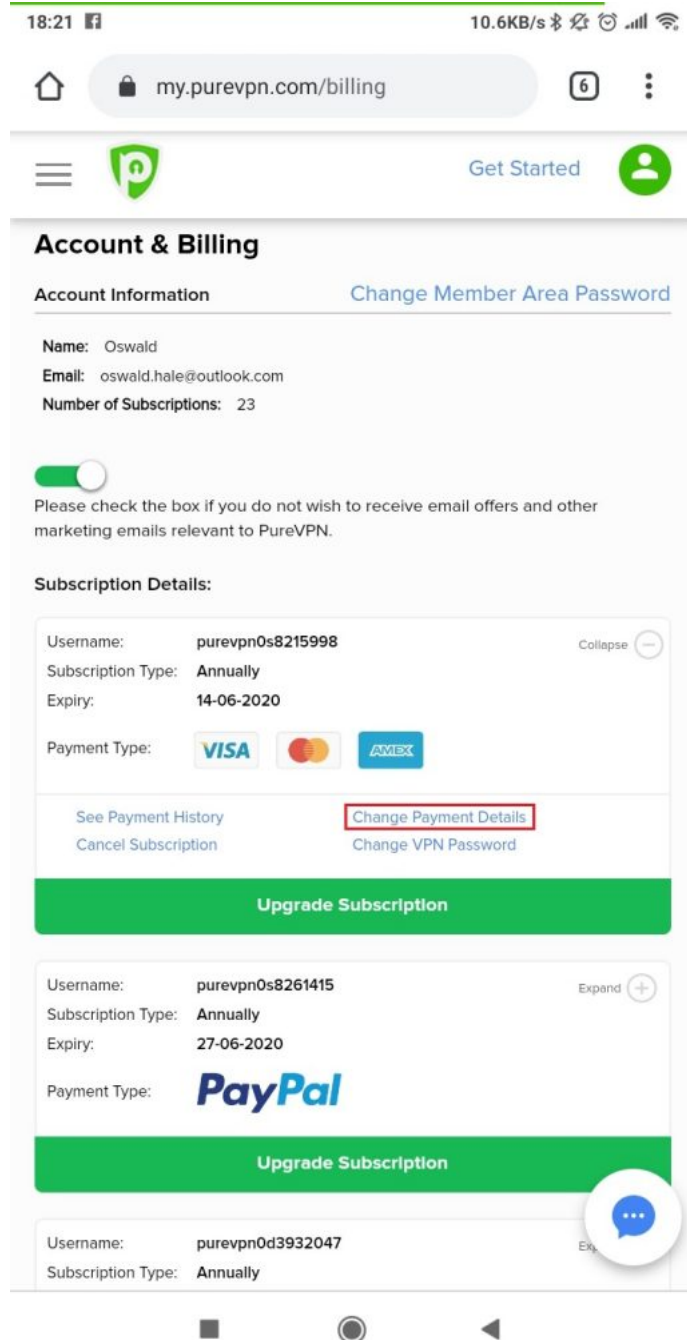 18:21 10.6KB/s
my.purevpn.com/billing 6
Get Started
Account & Billing
Account Information Change Member Area Password
Name: Oswald
Email: oswald.hale@outlook.com
Number of Subscriptions: 23
Please check the box if you do not wish to receive email offers and other
marketing emails relevant to PureVPN.
Subscription Details:
Username: purevpn0s8215998 Collapse
Subscription Type: Annually
Expiry: 14-06-2020
Payment Type: VISA AMEX
See Payment History Change Payment Details
Cancel Subscription Change VPN Password
Upgrade Subscription
Username: purevpn0s8261415 Expand
Subscription Type: Annually
Expiry: 27-06-2020
Payment Type: PayPal
Upgrade Subscription
Username: purevpn0d3932047
Subscription Type: Annually